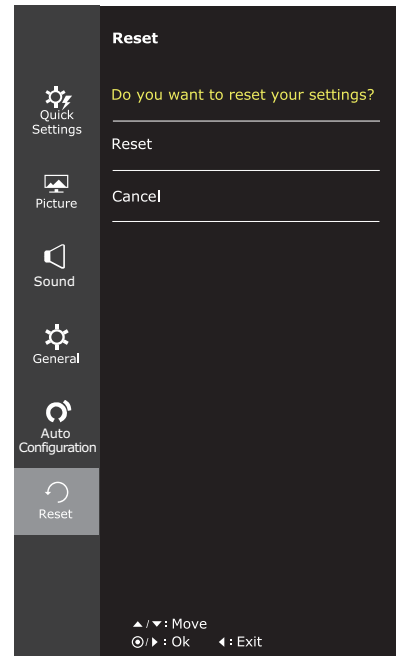 Reset
Do you want to reset your settings?
Reset
Cancel
Quick
Settings
Picture
Sound
General
Auto
Configuration
Reset
▲/▼: Move
◉/▶: Ok ◀: Exit